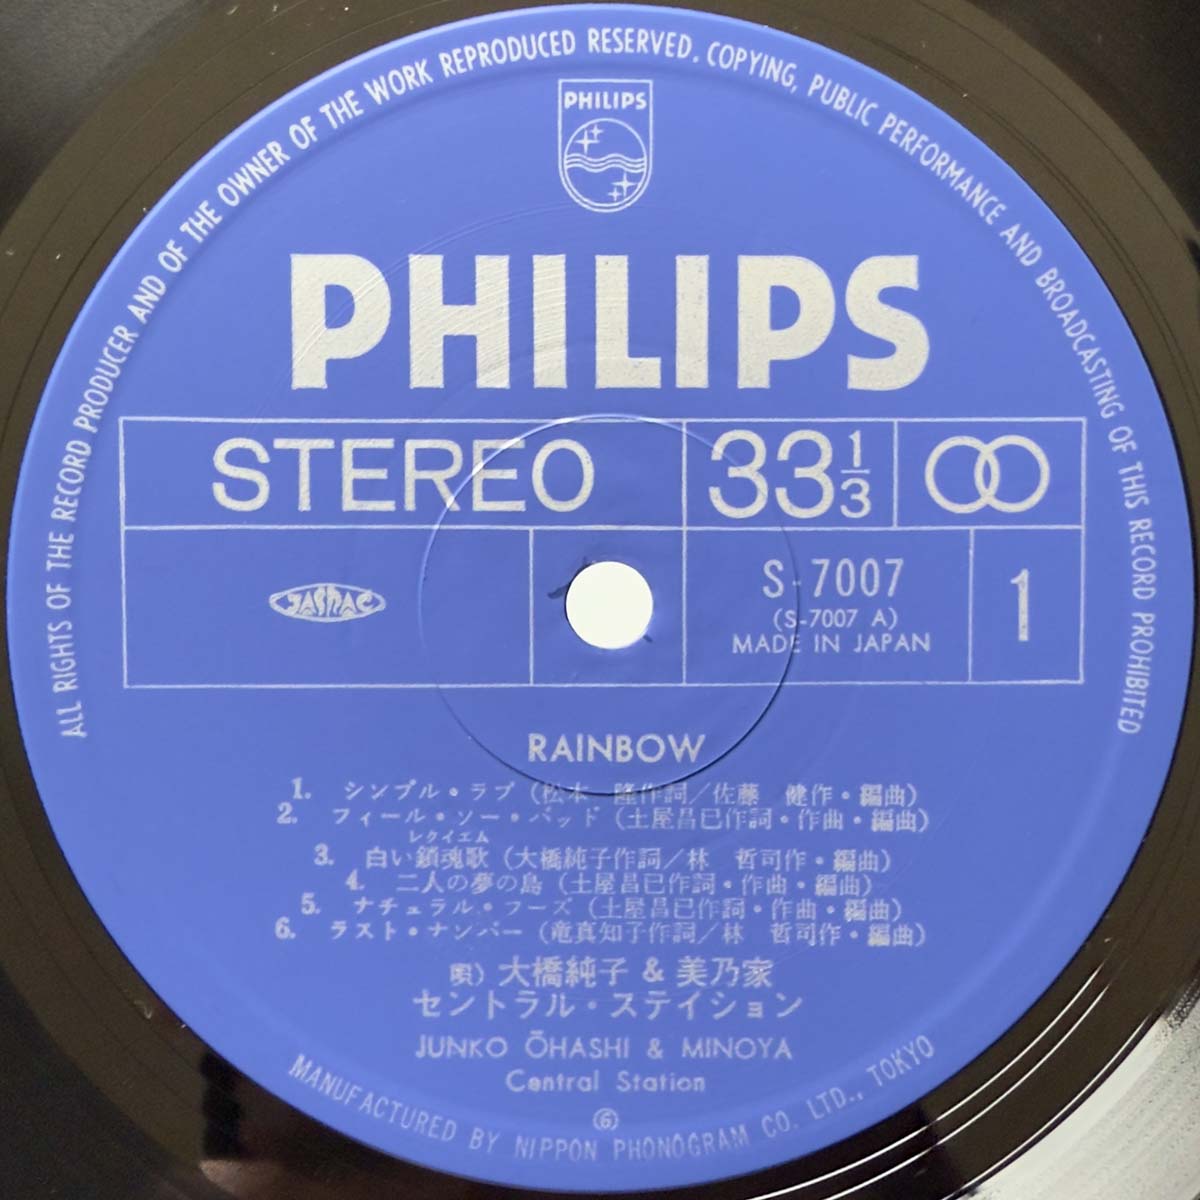 ALL RIGHTS OF THE RECORD PRODUCER AND OF THE OWNER OF THE WORK REPRODUCED RESERVED. COPYING, PUBLIC PERFORMANCE AND BROADCASTING OF THIS RECORD PROHIBITED
PHILIPS
PHILIPS
STEREO 33 1/3
JASRAC S-7007 1
(S-7007 A)
MADE IN JAPAN
RAINBOW
1. シンプル・ラブ (松本 隆作詞/佐藤 健作・編曲)
2. フィール・ソー・バッド (土屋昌巳作詞・作曲・編曲)
レクイエム
3. 白い鎮魂歌 (大橋純子作詞/林 哲司作・編曲)
4. 二人の夢の島 (土屋昌巳作詞・作曲・編曲)
5. ナチュラル・フーズ (土屋昌巳作詞・作曲・編曲)
6. ラスト・ナンバー (竜真知子作詞/林 哲司作・編曲)
唄) 大橋純子 & 美乃家
セントラル・ステイション
JUNKO ŌHASHI & MINOYA
Central Station
⑥
MANUFACTURED BY NIPPON PHONOGRAM CO. LTD., TOKYO